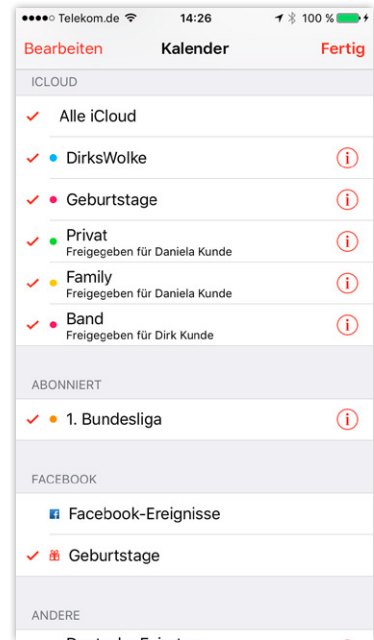 Telekom.de 14:26 100 %
Bearbeiten Kalender Fertig
ICLOUD
Alle iCloud
DirksWolke
Geburtstage
Privat
Freigegeben für Daniela Kunde
Family
Freigegeben für Daniela Kunde
Band
Freigegeben für Dirk Kunde
ABONNIERT
1. Bundesliga
FACEBOOK
Facebook-Ereignisse
Geburtstage
ANDERE